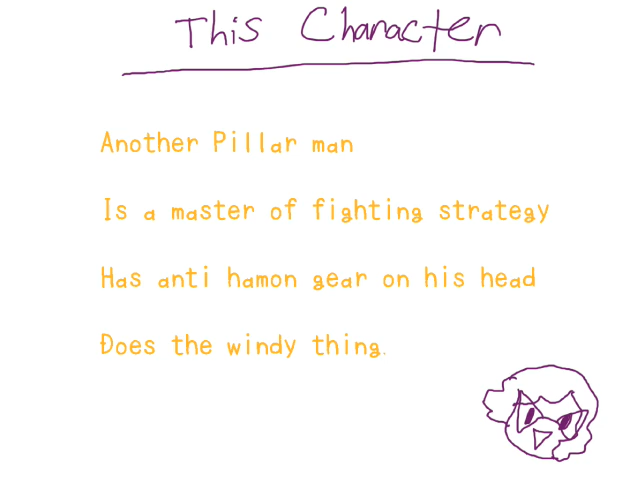 This Character
Another Pillar man
Is a master of fighting strategy
Has anti hamon gear on his head
Does the windy thing.